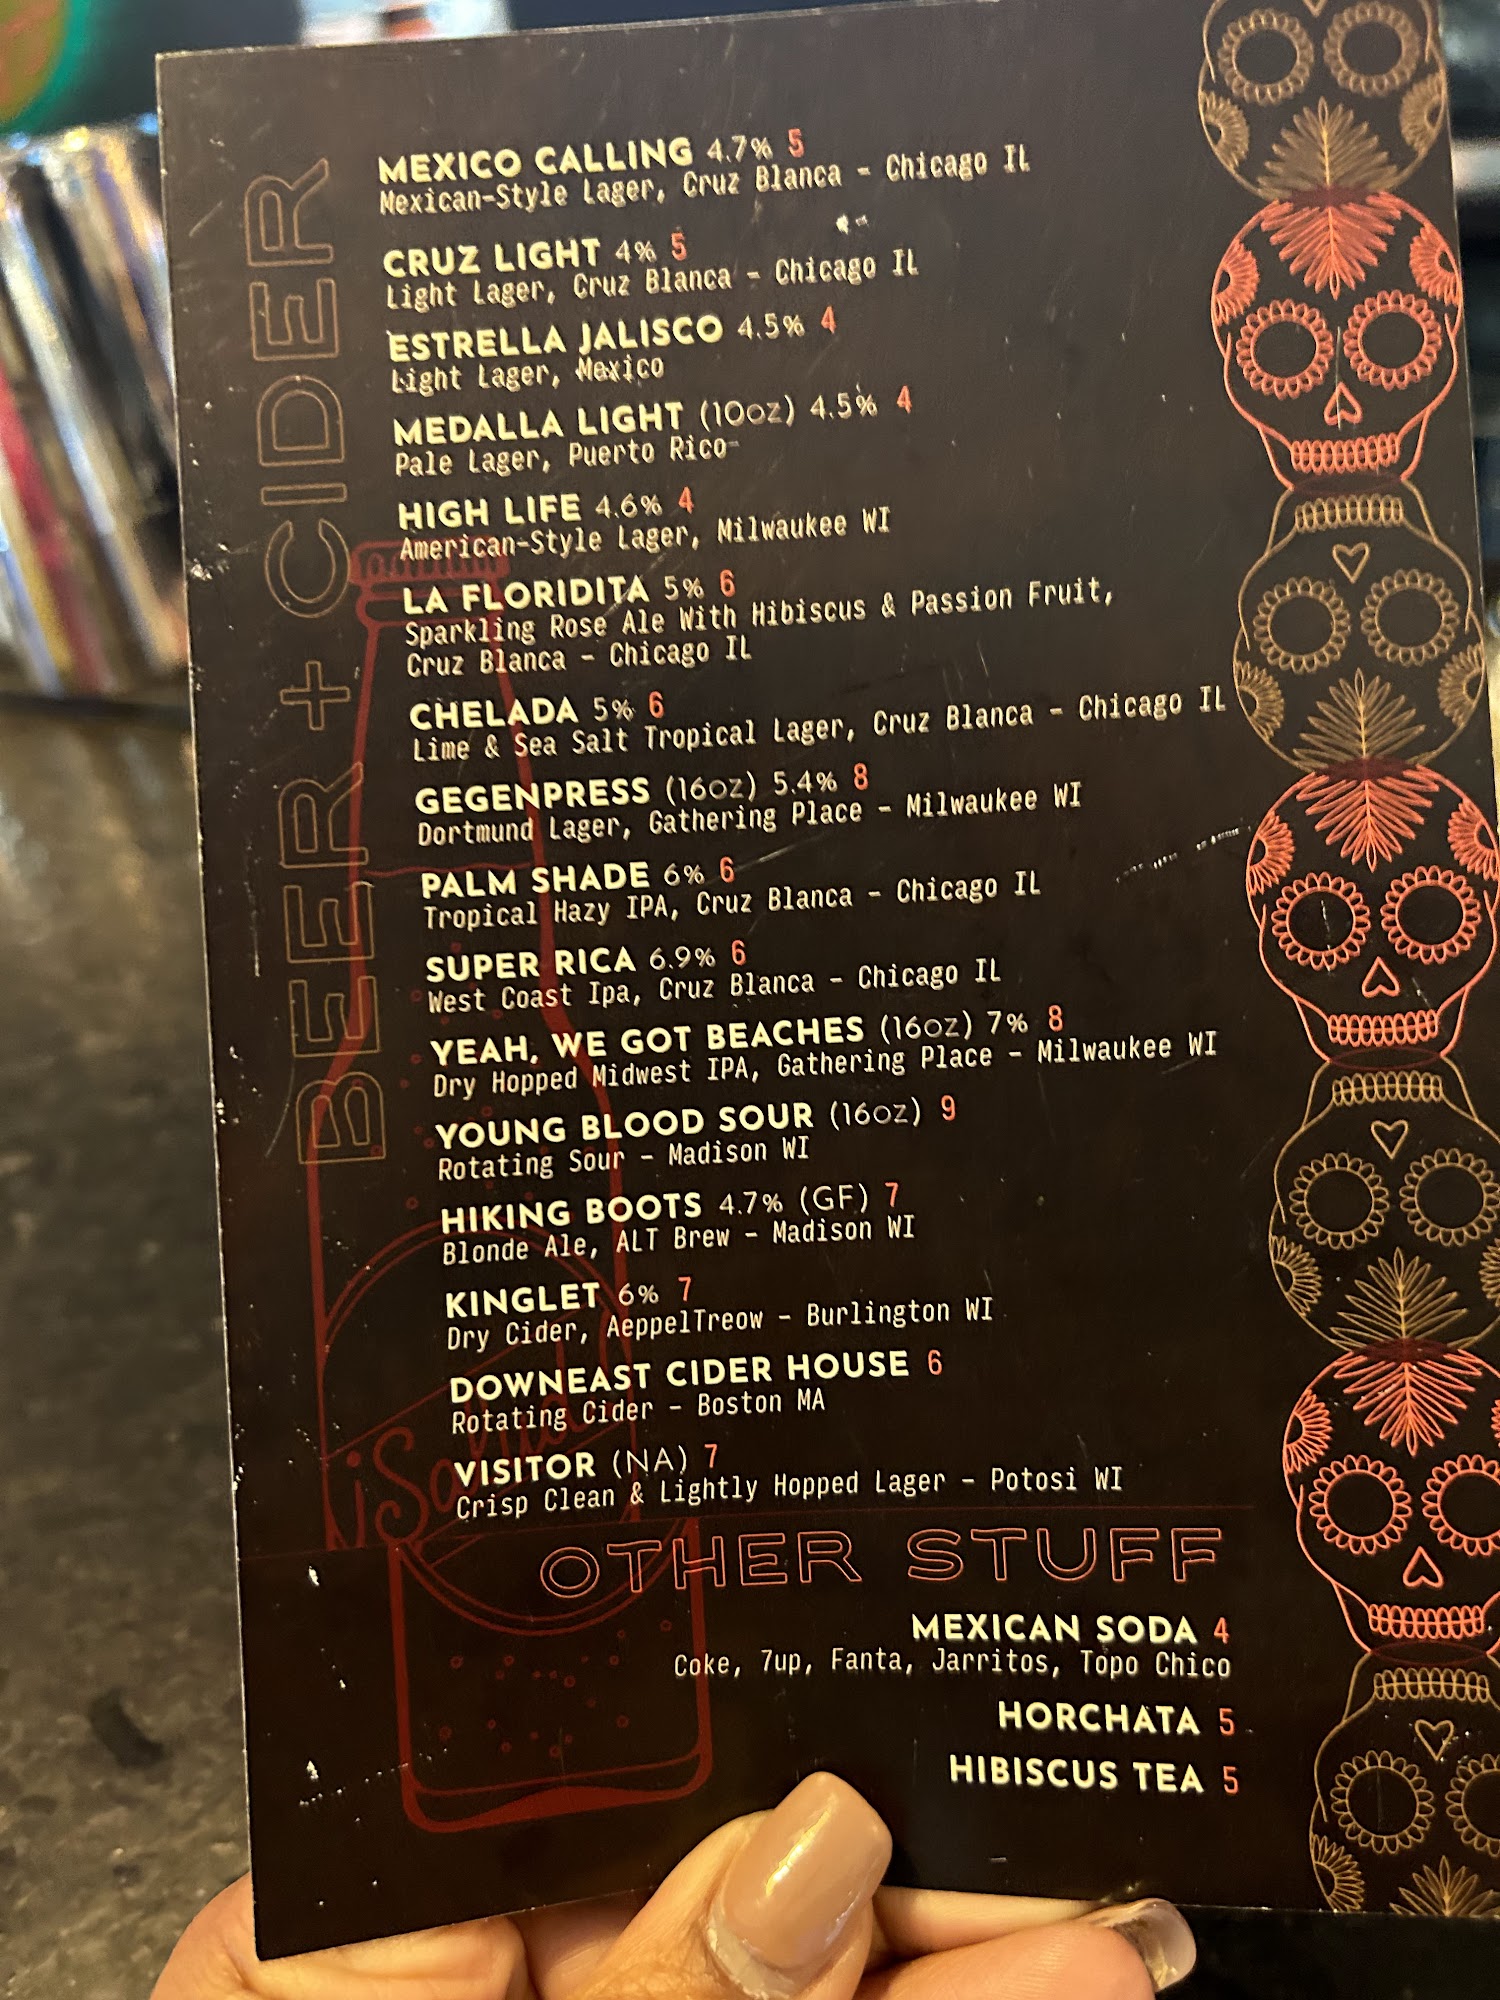 BEER + CIDER
MEXICO CALLING 4.7% 5
Mexican-Style Lager, Cruz Blanca - Chicago IL
CRUZ LIGHT 4% 5
Light Lager, Cruz Blanca - Chicago IL
ESTRELLA JALISCO 4.5% 4
Light Lager, Mexico
MEDALLA LIGHT (10oz) 4.5% 4
Pale Lager, Puerto Rico-
HIGH LIFE 4.6% 4
American-Style Lager, Milwaukee WI
LA FLORIDITA 5% 6
Sparkling Rose Ale With Hibiscus & Passion Fruit,
Cruz Blanca - Chicago IL
CHELADA 5% 6
Lime & Sea Salt Tropical Lager, Cruz Blanca - Chicago IL
GEGENPRESS (16oz) 5.4% 8
Dortmund Lager, Gathering Place - Milwaukee WI
PALM SHADE 6% 6
Tropical Hazy IPA, Cruz Blanca - Chicago IL
SUPER RICA 6.9% 6
West Coast Ipa, Cruz Blanca - Chicago IL
YEAH, WE GOT BEACHES (16oz) 7% 8
Dry Hopped Midwest IPA, Gathering Place - Milwaukee WI
YOUNG BLOOD SOUR (16oz) 9
Rotating Sour - Madison WI
HIKING BOOTS 4.7% (GF) 7
Blonde Ale, ALT Brew - Madison WI
KINGLET 6% 7
Dry Cider, AeppelTreow - Burlington WI
DOWNEAST CIDER HOUSE 6
Rotating Cider - Boston MA
VISITOR (NA) 7
Crisp Clean & Lightly Hopped Lager - Potosi WI
OTHER STUFF
MEXICAN SODA 4
Coke, 7up, Fanta, Jarritos, Topo Chico
HORCHATA 5
HIBISCUS TEA 5